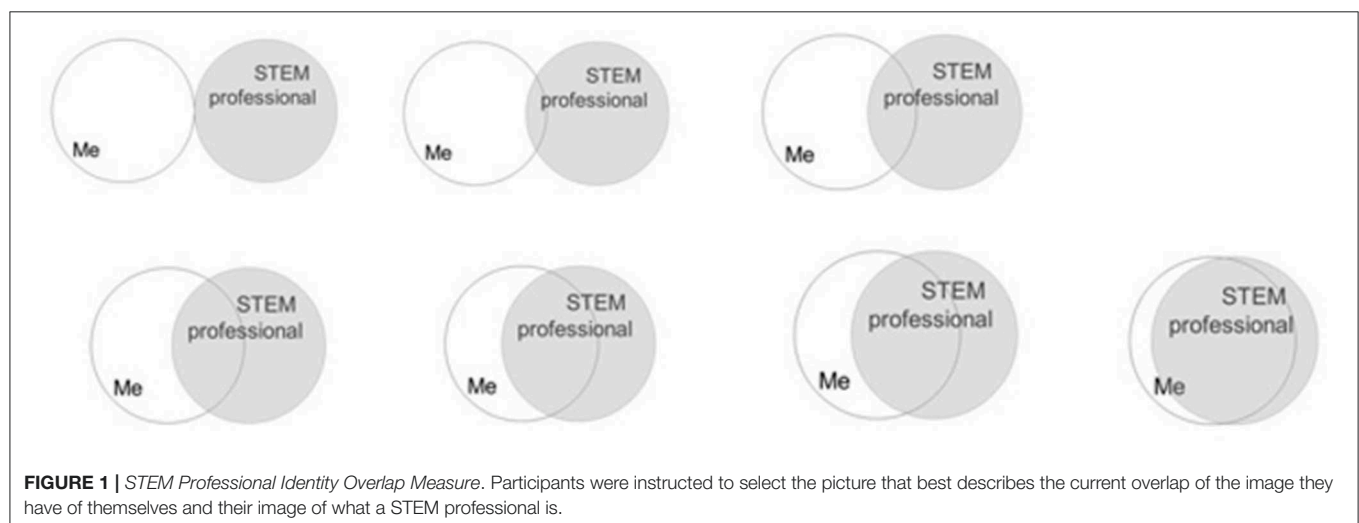 STEM
professional
Me
STEM
professional
Me
STEM
professional
Me
STEM
professional
Me
STEM
professional
Me
STEM
professional
Me
STEM
professional
Me
FIGURE 1 | STEM Professional Identity Overlap Measure. Participants were instructed to select the picture that best describes the current overlap of the image they
have of themselves and their image of what a STEM professional is.